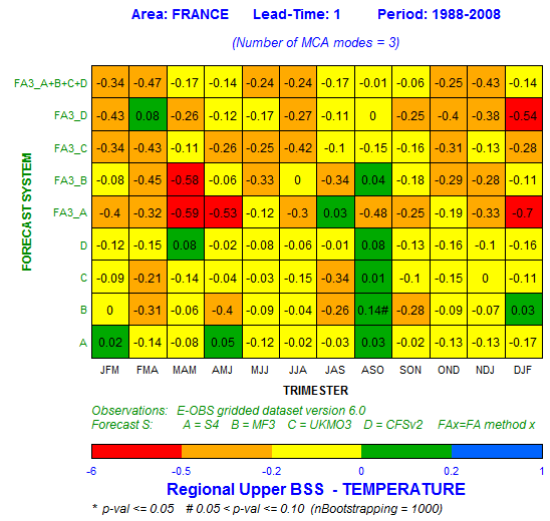 Area: FRANCE Lead-Time: 1 Period: 1988-2008
(Number of MCA modes = 3)
FORECAST SYSTEM
FA3_A+B+C+D -0.34 -0.47 -0.17 -0.14 -0.24 -0.24 -0.17 -0.01 -0.06 -0.25 -0.43 -0.14
FA3_D -0.43 0.08 -0.26 -0.12 -0.17 -0.27 -0.11 0 -0.25 -0.4 -0.38 -0.54
FA3_C -0.34 -0.43 -0.11 -0.26 -0.25 -0.42 -0.1 -0.15 -0.16 -0.31 -0.13 -0.28
FA3_B -0.08 -0.45 -0.58 -0.06 -0.33 0 -0.34 0.04 -0.18 -0.29 -0.28 -0.11
FA3_A -0.4 -0.32 -0.59 -0.53 -0.12 -0.3 0.03 -0.48 -0.25 -0.19 -0.33 -0.7
D -0.12 -0.15 0.08 -0.02 -0.08 -0.06 -0.01 0.08 -0.13 -0.16 -0.1 -0.16
C -0.09 -0.21 -0.14 -0.04 -0.03 -0.15 -0.34 0.01 -0.1 -0.15 0 -0.11
B 0 -0.31 -0.06 -0.4 -0.09 -0.04 -0.26 0.14# -0.28 -0.09 -0.07 0.03
A 0.02 -0.14 -0.08 0.05 -0.12 -0.02 -0.03 0.03 -0.02 -0.13 -0.13 -0.17
JFM FMA MAM AMJ MJJ JJA JAS ASO SON OND NDJ DJF
TRIMESTER
Observations: E-OBS gridded dataset version 6.0
Forecast S: A = S4 B = MF3 C = UKMO3 D = CFSv2 FAx=FA method x
-6 -0.5 -0.2 0 0.2 1
Regional Upper BSS - TEMPERATURE
* p-val <= 0.05 # 0.05 < p-val <= 0.10 (nBootstrapping = 1000)